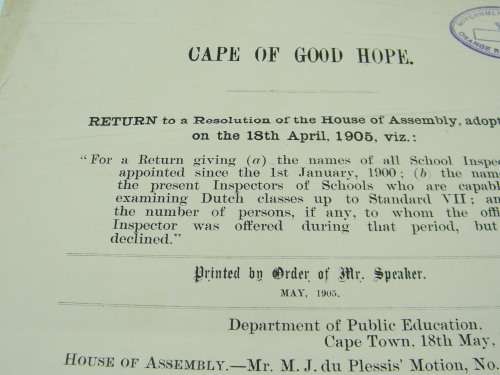 CAPE OF GOOD HOPE.
RETURN to a Resolution of the House of Assembly, adopt
on the 18th April, 1905, viz.:
"For a Return giving (a) the names of all School Inspec
appointed since the 1st January, 1900; (b) the name
the present Inspectors of Schools who are capabl
examining Dutch classes up to Standard VII; an
the number of persons, if any, to whom the offi
Inspector was offered during that period, but
declined."
Printed by Order of Mr. Speaker.
MAY, 1905.
Department of Public Education.
Cape Town, 18th May,
HOUSE OF ASSEMBLY.—Mr. M. J. du Plessis' Motion, No.